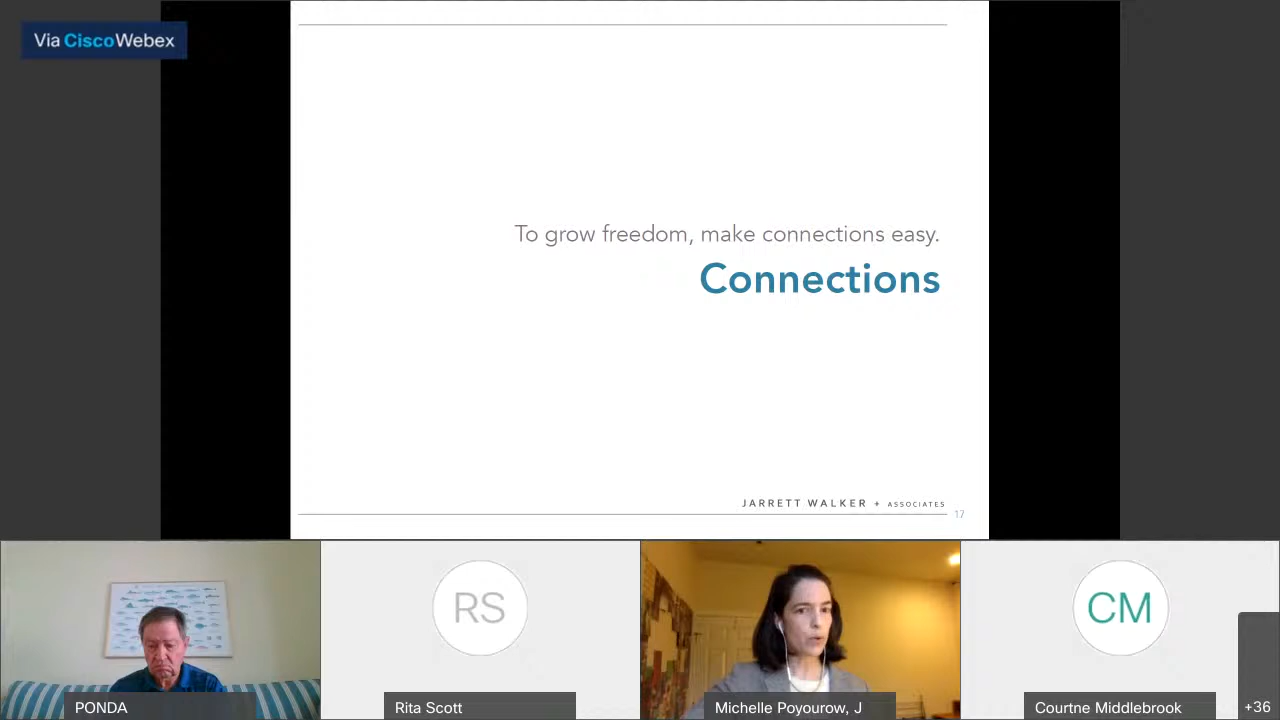 Via CiscoWebex
To grow freedom, make connections easy.
Connections
JARRETT WALKER + ASSOCIATES
17
RS
CM
PONDA
Rita Scott
Michelle Poyourow, J
Courtne Middlebrook
+36